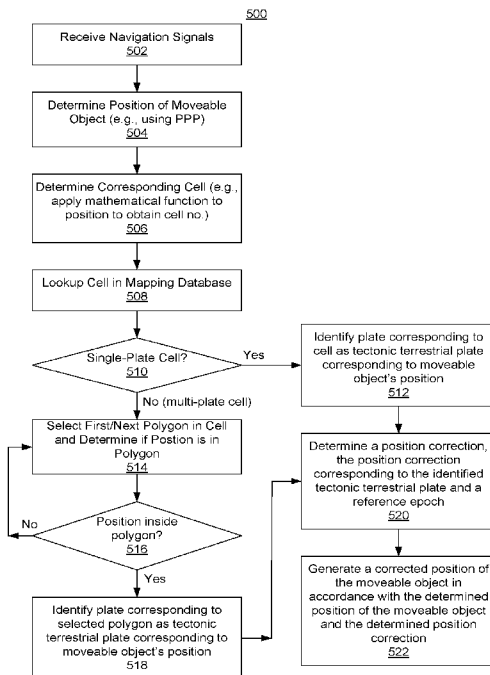 500
Receive Navigation Signals
502
Determine Position of Moveable
Object (e.g., using PPP)
504
Determine Corresponding Cell (e.g.,
apply mathematical function to
position to obtain cell no.)
506
Lookup Cell in Mapping Database
508
Single-Plate Cell?
510
Yes
No (multi-plate cell)
Identify plate corresponding to
cell as tectonic terrestrial plate
corresponding to moveable
object's position
512
Select First/Next Polygon in Cell
and Determine if Postion is in
Polygon
514
Position inside
polygon?
516
No
Yes
Identify plate corresponding to
selected polygon as tectonic
terrestrial plate corresponding to
moveable object's position
518
Determine a position correction,
the position correction
corresponding to the identified
tectonic terrestrial plate and a
reference epoch
520
Generate a corrected position of
the moveable object in
accordance with the determined
position of the moveable object
and the determined position
correction
522